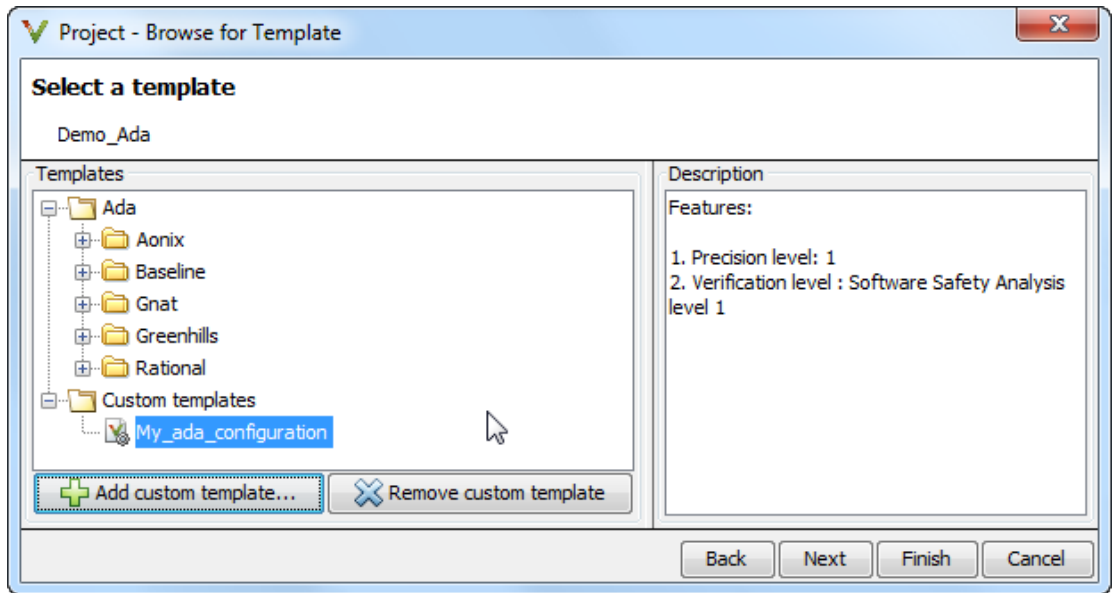 Project - Browse for Template
Select a template
Demo_Ada
Templates
Ada
Aonix
Baseline
Gnat
Greenhills
Rational
Custom templates
My_ada_configuration
Add custom template...
Remove custom template
Description
Features:
1. Precision level: 1
2. Verification level : Software Safety Analysis
level 1
Back
Next
Finish
Cancel